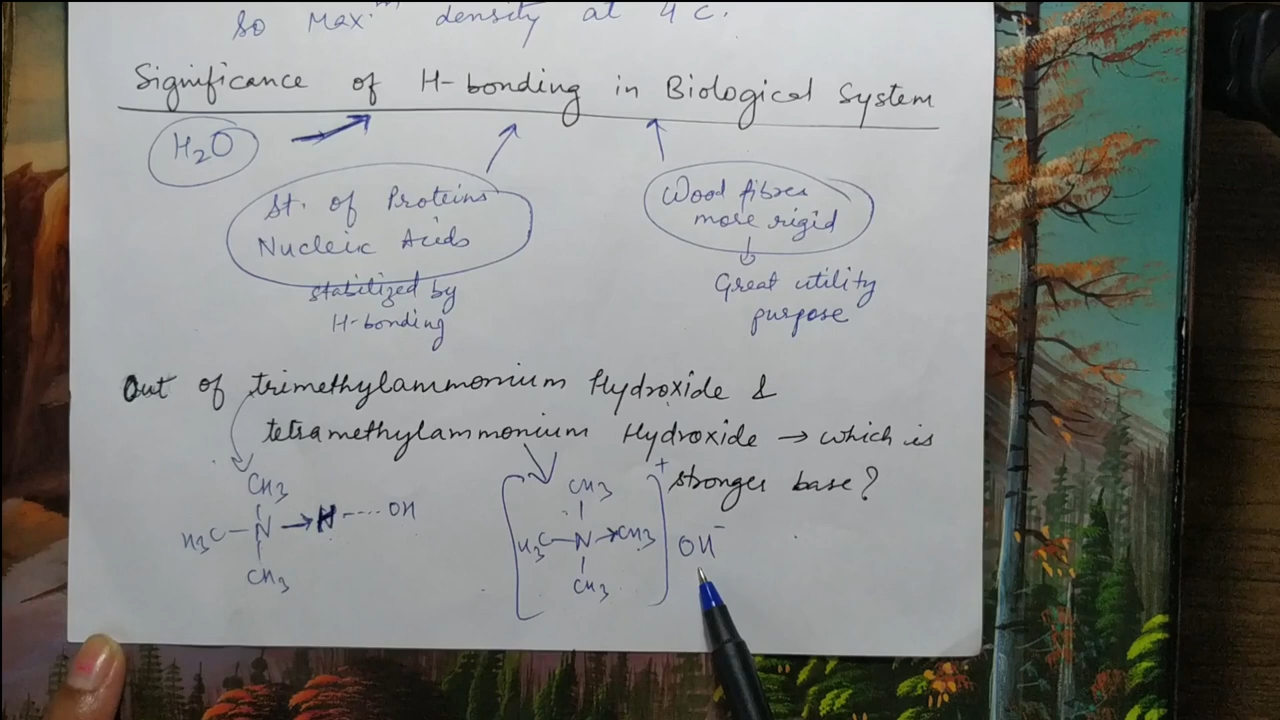 So Max.m density at 4 c.
Significance of H-bonding in Biological System
H₂O
St. of Proteins
Nucleic Acids
stabilized by
H-bonding
Wood fibres
more rigid
Great utility
purpose
Out of trimethylammonium Hydroxide &
tetramethylammonium Hydroxide → which is
stronger base?
CH₃
H₃C–N→H····OH
CH₃
CH₃
[H₃C–N→CH₃]⁺ OH⁻
CH₃